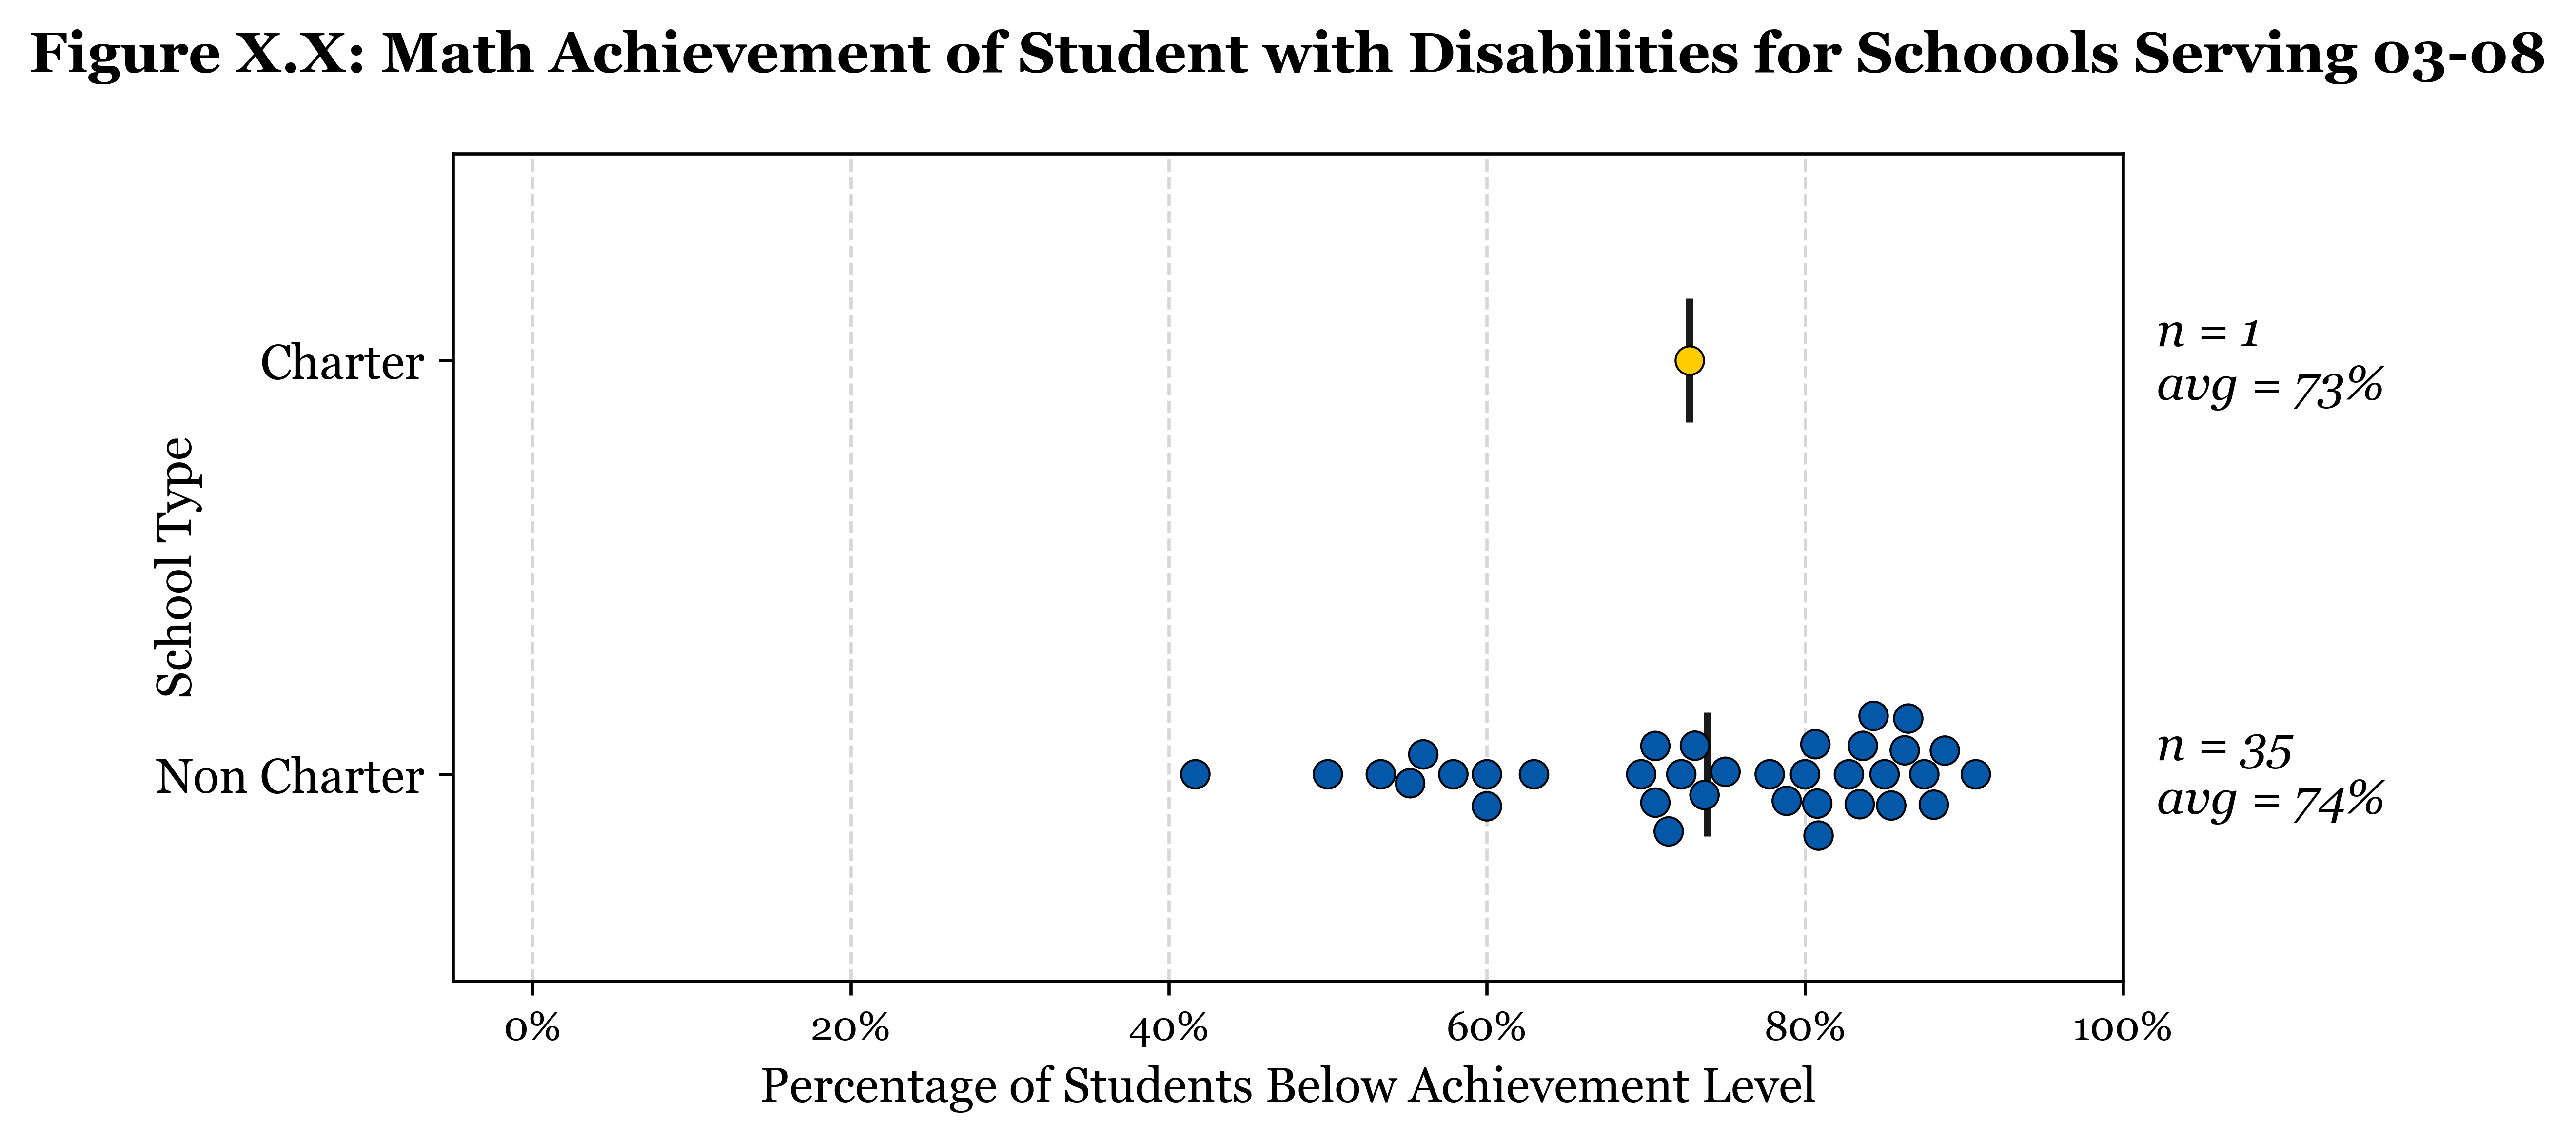 Figure X.X: Math Achievement of Student with Disabilities for Schoools Serving 03-08
School Type
Charter
n = 1
avg = 73%
Non Charter
n = 35
avg = 74%
0% 20% 40% 60% 80% 100%
Percentage of Students Below Achievement Level